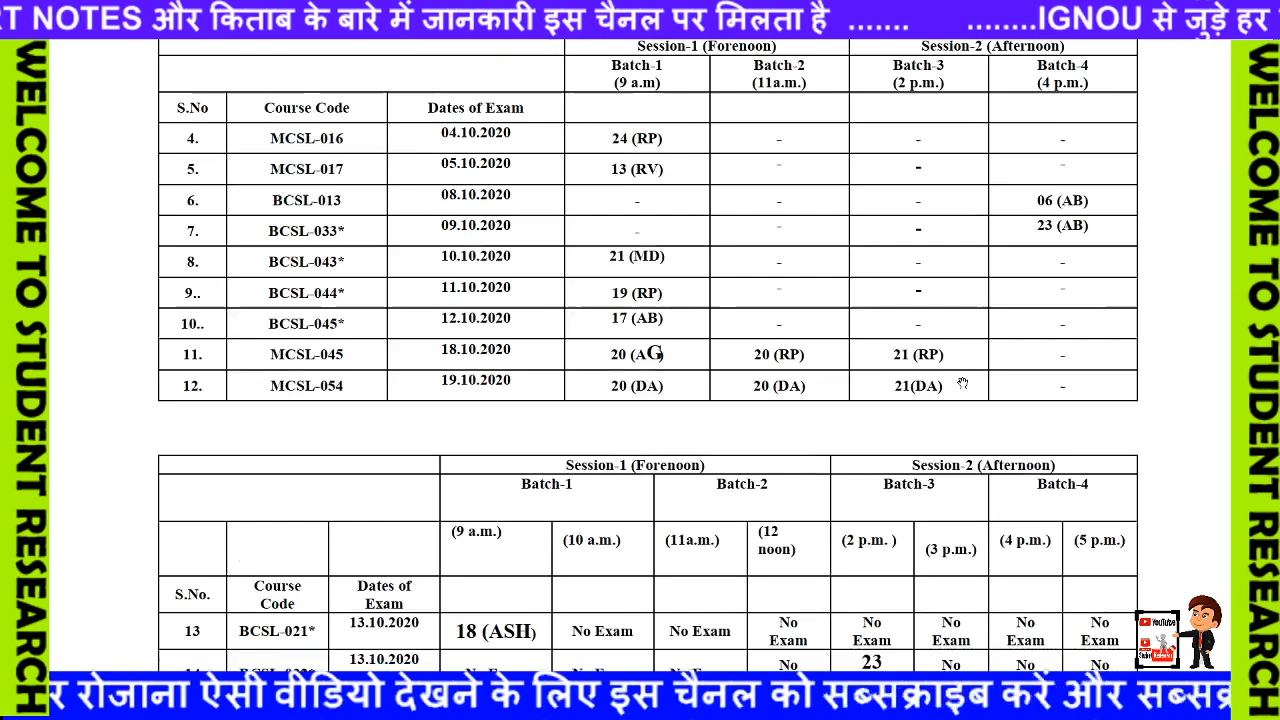 RT NOTES और किताब के बारे में जानकारी इस चैनल पर मिलता है ....... ........IGNOU से जुड़े हर
WELCOME TO STUDENT RESEARCH
Session-1 (Forenoon) Session-2 (Afternoon)
Batch-1 (9 a.m) Batch-2 (11a.m.) Batch-3 (2 p.m.) Batch-4 (4 p.m.)
S.No Course Code Dates of Exam
4. MCSL-016 04.10.2020 24 (RP) - - -
5. MCSL-017 05.10.2020 13 (RV) - - -
6. BCSL-013 08.10.2020 - - - 06 (AB)
7. BCSL-033* 09.10.2020 - - - 23 (AB)
8. BCSL-043* 10.10.2020 21 (MD) - - -
9.. BCSL-044* 11.10.2020 19 (RP) - - -
10.. BCSL-045* 12.10.2020 17 (AB) - - -
11. MCSL-045 18.10.2020 20 (AG) 20 (RP) 21 (RP) -
12. MCSL-054 19.10.2020 20 (DA) 20 (DA) 21(DA) -
Session-1 (Forenoon) Session-2 (Afternoon)
Batch-1 Batch-2 Batch-3 Batch-4
(9 a.m.) (10 a.m.) (11a.m.) (12 noon) (2 p.m. ) (3 p.m.) (4 p.m.) (5 p.m.)
S.No. Course Code Dates of Exam
13 BCSL-021* 13.10.2020 18 (ASH) No Exam No Exam No Exam No Exam No Exam No Exam No Exam
13.10.2020 No 23 No No No
YouTube
WELCOME TO STUDENT RESEARCH
र रोजाना ऐसी वीडियो देखने के लिए इस चैनल को सब्सक्राइब करें और सब्सक्र